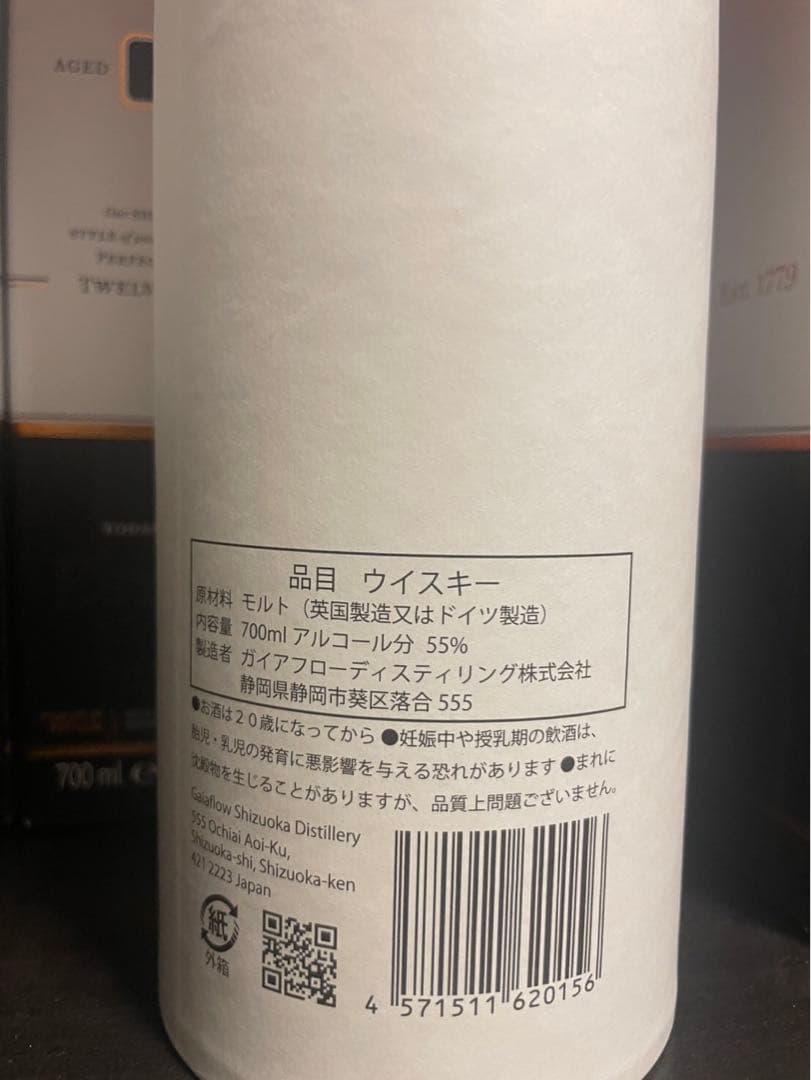 AGED
TWELV
Est. 1779
700 ml
品目 ウイスキー
原材料 モルト（英国製造又はドイツ製造）
内容量 700ml アルコール分 55%
製造者 ガイアフローディスティリング株式会社
静岡県静岡市葵区落合 555
●お酒は２０歳になってから ●妊娠中や授乳期の飲酒は、
胎児・乳児の発育に悪影響を与える恐れがあります ●まれに
沈殿物を生じることがありますが、品質上問題ございません。
Gaiaflow Shizuoka Distillery
555 Ochiai Aoi-Ku,
Shizuoka-shi, Shizuoka-ken
421 2223 Japan
紙
外箱
4 571511 620156